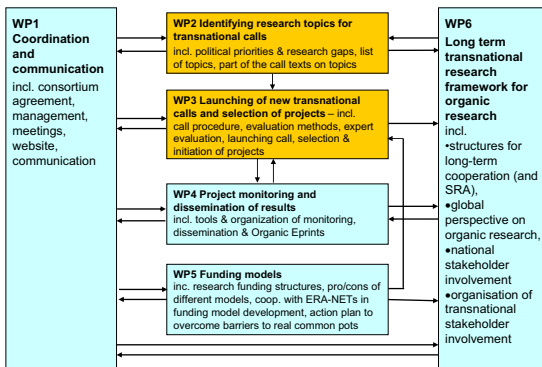 WP1
Coordination
and
communication
incl. consortium
agreement,
management,
meetings,
website,
communication
WP2 Identifying research topics for
transnational calls
incl. political priorities & research gaps, list
of topics, part of the call texts on topics
WP3 Launching of new transnational
calls and selection of projects – incl.
call procedure, evaluation methods, expert
evaluation, launching call, selection &
initiation of projects
WP4 Project monitoring and
dissemination of results
incl. tools & organization of monitoring,
dissemination & Organic Eprints
WP5 Funding models
inc. research funding structures, pro/cons of
different models, coop. with ERA-NETs in
funding model development, action plan to
overcome barriers to real common pots
WP6
Long term
transnational
research
framework for
organic
research
incl.
•structures for
long-term
cooperation (and
SRA),
•global
perspective on
organic research,
•national
stakeholder
involvement
•organisation of
transnational
stakeholder
involvement